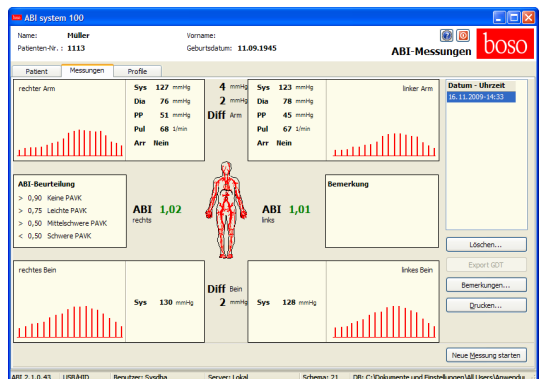 ABI system 100
Name: Müller Vorname:
Patienten-Nr. : 1113 Geburtsdatum: 11.09.1945
ABI-Messungen boso
Patient Messungen Profile
rechter Arm
Sys 127 mmHg
Dia 76 mmHg
PP 51 mmHg
Pul 68 1/min
Arr Nein
4 mmHg
2 mmHg
Diff Arm
Sys 123 mmHg
Dia 78 mmHg
PP 45 mmHg
Pul 67 1/min
Arr Nein
linker Arm
Datum - Uhrzeit
16.11.2009-14:33
ABI-Beurteilung
> 0,90 Keine PAVK
> 0,75 Leichte PAVK
> 0,50 Mittelschwere PAVK
< 0,50 Schwere PAVK
ABI 1,02
rechts
ABI 1,01
links
Bemerkung
Löschen...
Export GDT
Bemerkungen...
Drucken...
rechtes Bein
Sys 130 mmHg
Diff Bein
2 mmHg
Sys 128 mmHg
linkes Bein
Neue Messung starten
ABI 2.1.0.43 USB/HID Benutzer: Sysdba Server: Lokal Schema: 21 DB: C:\Dokumente und Einstellungen\All Users\Anwendu